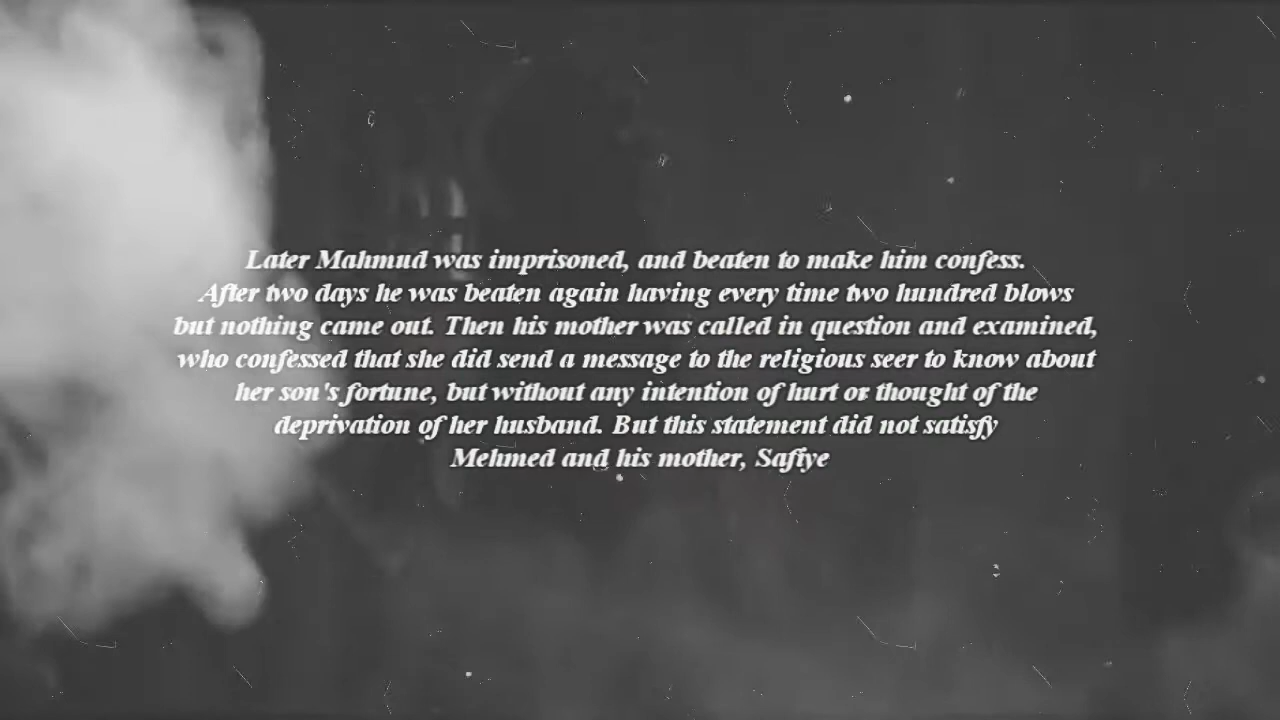 Later Mahmud was imprisoned, and beaten to make him confess.
After two days he was beaten again having every time two hundred blows
but nothing came out. Then his mother was called in question and examined,
who confessed that she did send a message to the religious seer to know about
her son's fortune, but without any intention of hurt or thought of the
deprivation of her husband. But this statement did not satisfy
Mehmed and his mother, Safiye